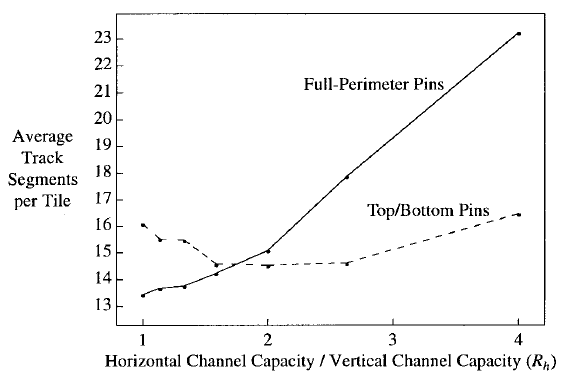 23
22
21
20
19
18
17
16
15
14
13
Average
Track
Segments
per Tile
Full-Perimeter Pins
Top/Bottom Pins
1 2 3 4
Horizontal Channel Capacity / Vertical Channel Capacity (Rh)